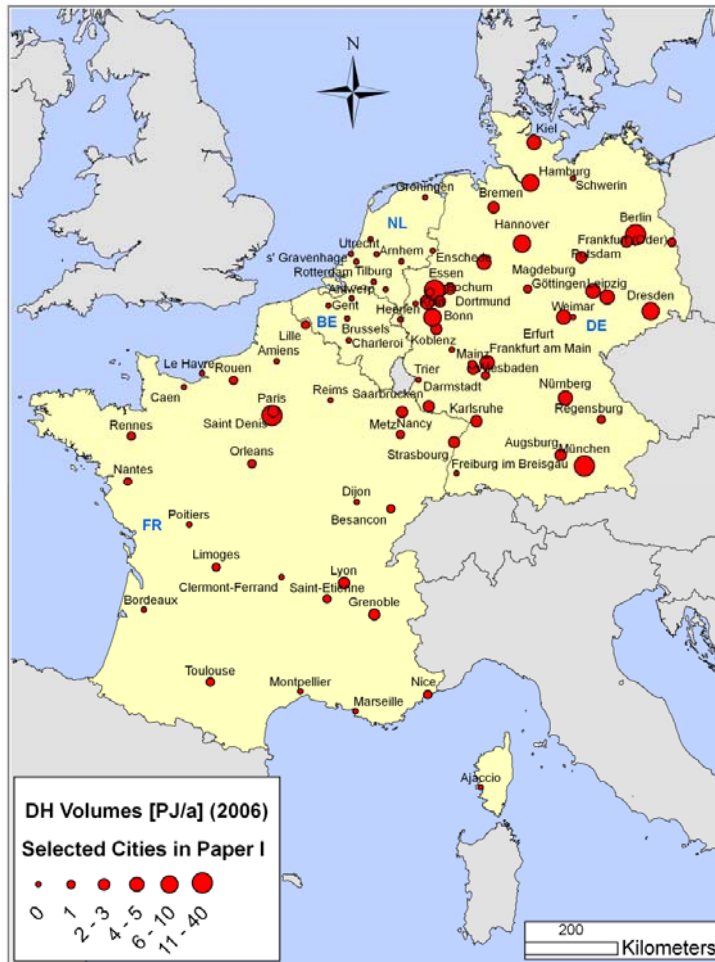 N
Kiel
Hamburg
Schwerin
Groningen
Bremen
NL
Hannover
Berlin
Utrecht
Arnhem
Enschede
Frankfurt (Oder)
s' Gravenhage
Potsdam
Rotterdam
Tilburg
Essen
Magdeburg
Antwerp
Bochum
Göttingen
Leipzig
Gent
Heerlen
Dortmund
Dresden
BE
Bonn
Weimar
Lille
Brussels
Erfurt
DE
Charleroi
Koblenz
Amiens
Mainz
Frankfurt am Main
Le Havre
Rouen
Trier
Wiesbaden
Caen
Paris
Reims
Darmstadt
Nürnberg
Saarbrücken
Saint Denis
Karlsruhe
Regensburg
Rennes
Metz
Nancy
Augsburg
München
Orleans
Strasbourg
Nantes
Freiburg im Breisgau
Dijon
FR
Poitiers
Besancon
Limoges
Lyon
Clermont-Ferrand
Saint-Etienne
Bordeaux
Grenoble
Toulouse
Montpellier
Nice
Marseille
Ajaccio
DH Volumes [PJ/a] (2006)
Selected Cities in Paper I
0
1
2 - 3
4 - 5
6 - 10
11 - 40
200
Kilometers